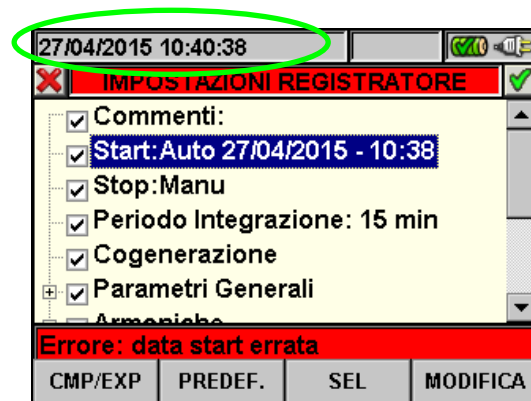 27/04/2015 10:40:38
IMPOSTAZIONI REGISTRATORE
Commenti:
Start:Auto 27/04/2015 - 10:38
Stop:Manu
Periodo Integrazione: 15 min
Cogenerazione
Parametri Generali
Armoniche
Errore: data start errata
CMP/EXP PREDEF. SEL MODIFICA